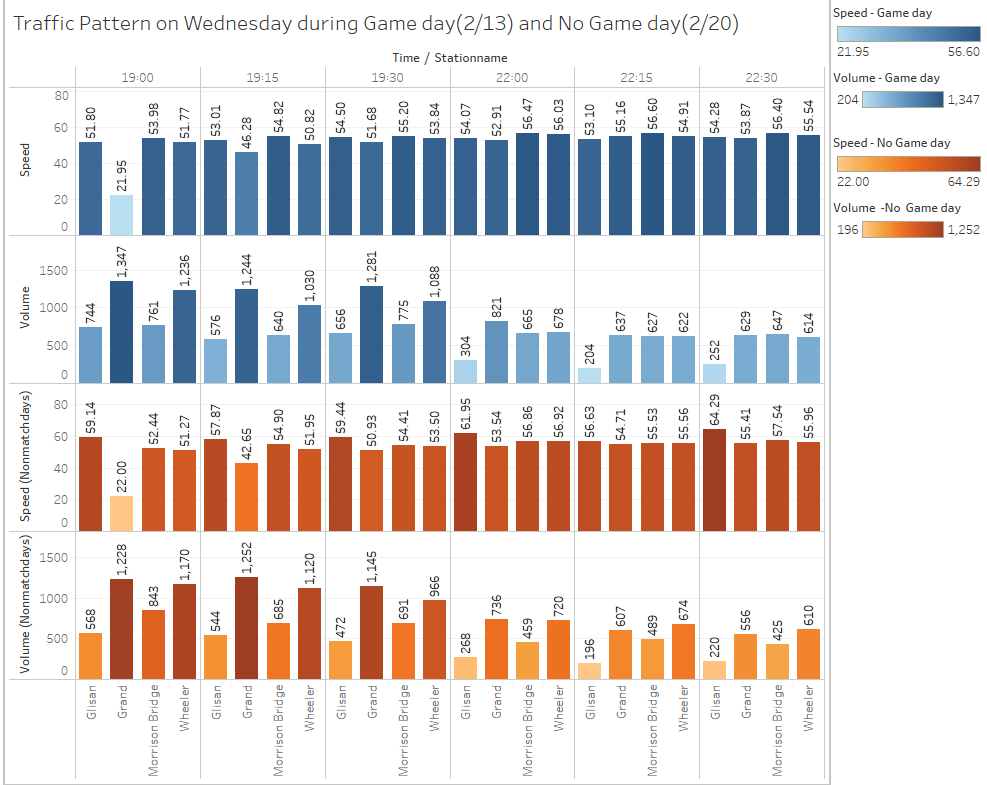 Traffic Pattern on Wednesday during Game day(2/13) and No Game day(2/20)
Time / Stationname
19:00 19:15 19:30 22:00 22:15 22:30
Speed
80
60
40
20
0
51.80 21.95 53.98 51.77 53.01 46.28 54.82 50.82 54.50 51.68 55.20 53.84 54.07 52.91 56.47 56.03 53.10 55.16 56.60 54.91 54.28 53.87 56.40 55.54
Volume
1500
1000
500
0
744 1,347 761 1,236 576 1,244 640 1,030 656 1,281 775 1,088 304 821 665 678 204 637 627 622 252 629 647 614
Speed (Nonmatchdays)
80
60
40
20
0
59.14 22.00 52.44 51.27 57.87 42.65 54.90 51.95 59.44 50.93 54.41 53.50 61.95 53.54 56.86 56.92 56.63 54.71 55.53 55.56 64.29 55.41 57.54 55.96
Volume (Nonmatchdays)
1500
1000
500
0
568 1,228 843 1,170 544 1,252 685 1,120 472 1,145 691 966 268 736 459 720 196 607 489 674 220 556 425 610
Glisan Grand Morrison Bridge Wheeler Glisan Grand Morrison Bridge Wheeler Glisan Grand Morrison Bridge Wheeler Glisan Grand Morrison Bridge Wheeler Glisan Grand Morrison Bridge Wheeler Glisan Grand Morrison Bridge Wheeler
Speed - Game day
21.95 56.60
Volume - Game day
204 1,347
Speed - No Game day
22.00 64.29
Volume -No Game day
196 1,252